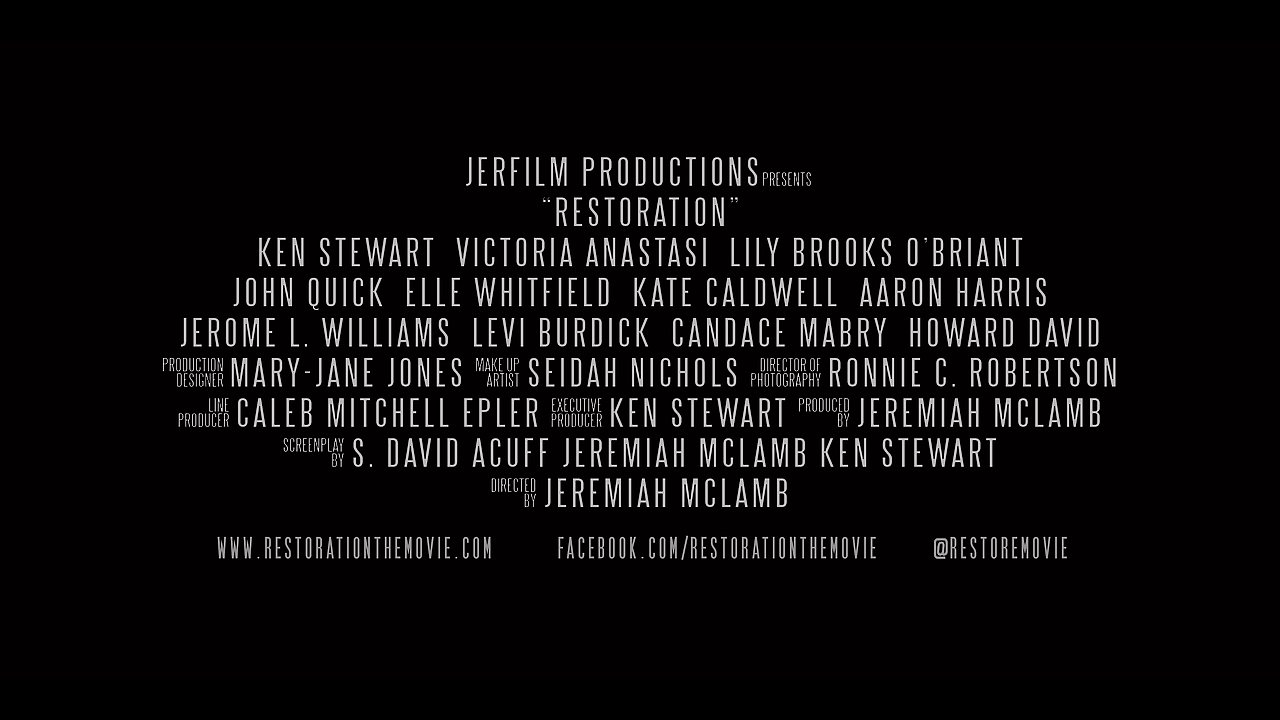 JERFILM PRODUCTIONS PRESENTS
“RESTORATION”
KEN STEWART VICTORIA ANASTASI LILY BROOKS O’BRIANT
JOHN QUICK ELLE WHITFIELD KATE CALDWELL AARON HARRIS
JEROME L. WILLIAMS LEVI BURDICK CANDACE MABRY HOWARD DAVID
PRODUCTION DESIGNER MARY-JANE JONES MAKE UP ARTIST SEIDAH NICHOLS DIRECTOR OF PHOTOGRAPHY RONNIE C. ROBERTSON
LINE PRODUCER CALEB MITCHELL EPLER EXECUTIVE PRODUCER KEN STEWART PRODUCED BY JEREMIAH MCLAMB
SCREENPLAY BY S. DAVID ACUFF JEREMIAH MCLAMB KEN STEWART
DIRECTED BY JEREMIAH MCLAMB
WWW.RESTORATIONTHEMOVIE.COM FACEBOOK.COM/RESTORATIONTHEMOVIE @RESTOREMOVIE